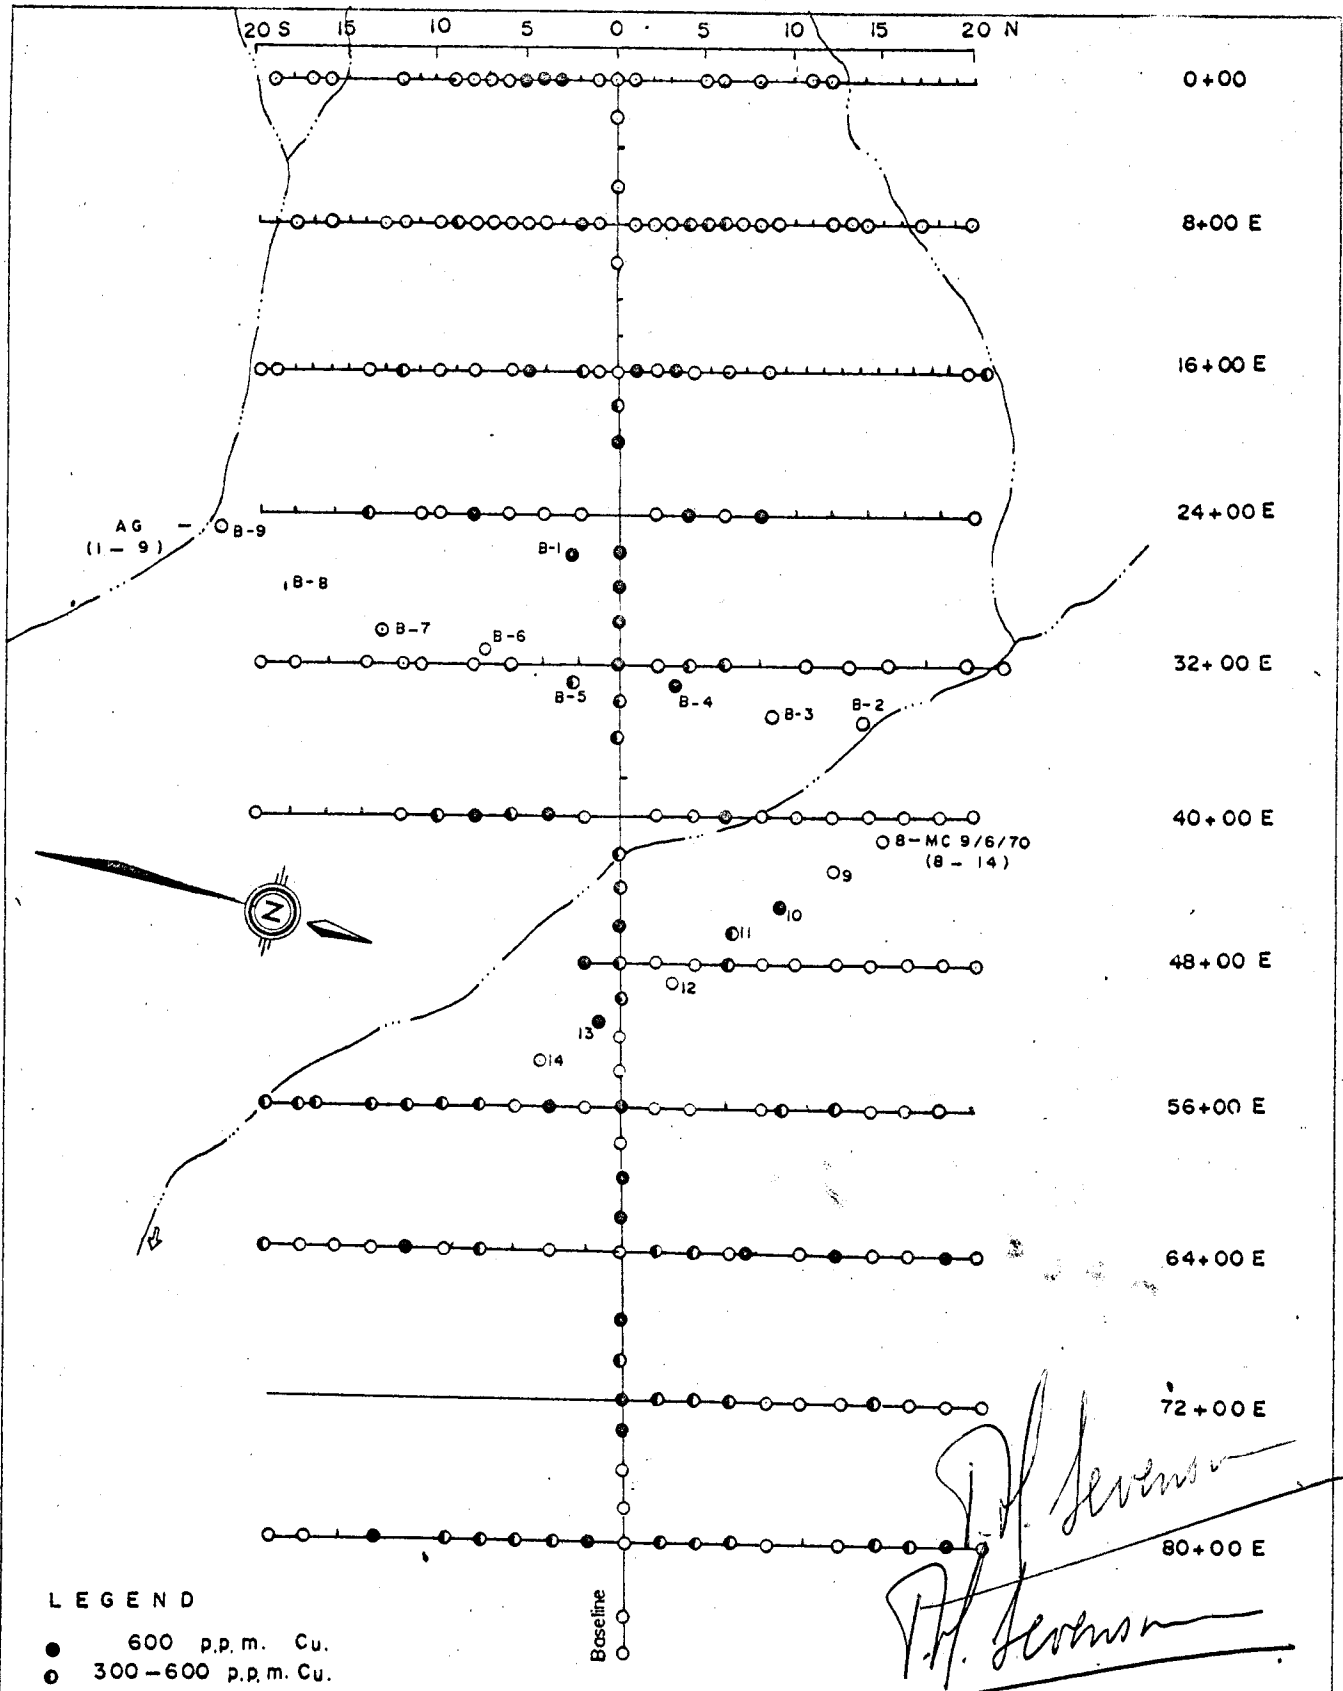 20 S 15 10 5 0 5 10 15 20 N
0+00
8+00 E
16+00 E
24+00 E
AG
(1-9)
B-9
B-1
B-8
B-7
B-6
32+00 E
B-5
B-4
B-3
B-2
40+00 E
8-MC 9/6/70
(8-14)
9
10
11
N
48+00 E
12
13
14
56+00 E
64+00 E
72+00 E
80+00 E
Baseline
LEGEND
600 p.p.m. Cu.
300-600 p.p.m. Cu.